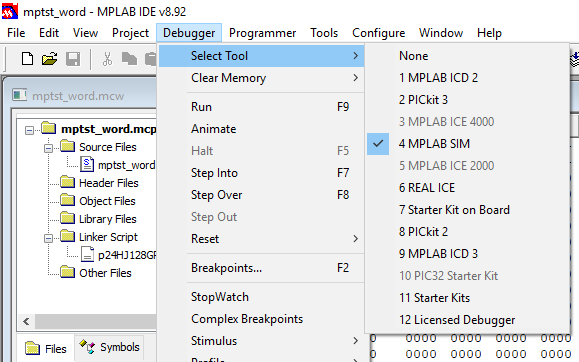 mptst_word - MPLAB IDE v8.92
File Edit View Project Debugger Programmer Tools Configure Window Help
mptst_word.mcw
mptst_word.mcp
Source Files
mptst_word
Header Files
Object Files
Library Files
Linker Script
p24HJ128GP
Other Files
Files
Symbols
Select Tool
Clear Memory
Run F9
Animate
Halt F5
Step Into F7
Step Over F8
Step Out
Reset
Breakpoints... F2
StopWatch
Complex Breakpoints
Stimulus
Profile
None
1 MPLAB ICD 2
2 PICkit 3
3 MPLAB ICE 4000
4 MPLAB SIM
5 MPLAB ICE 2000
6 REAL ICE
7 Starter Kit on Board
8 PICkit 2
9 MPLAB ICD 3
10 PIC32 Starter Kit
11 Starter Kits
12 Licensed Debugger
0000 0000 0000 0000
0000 0000 0000 0000